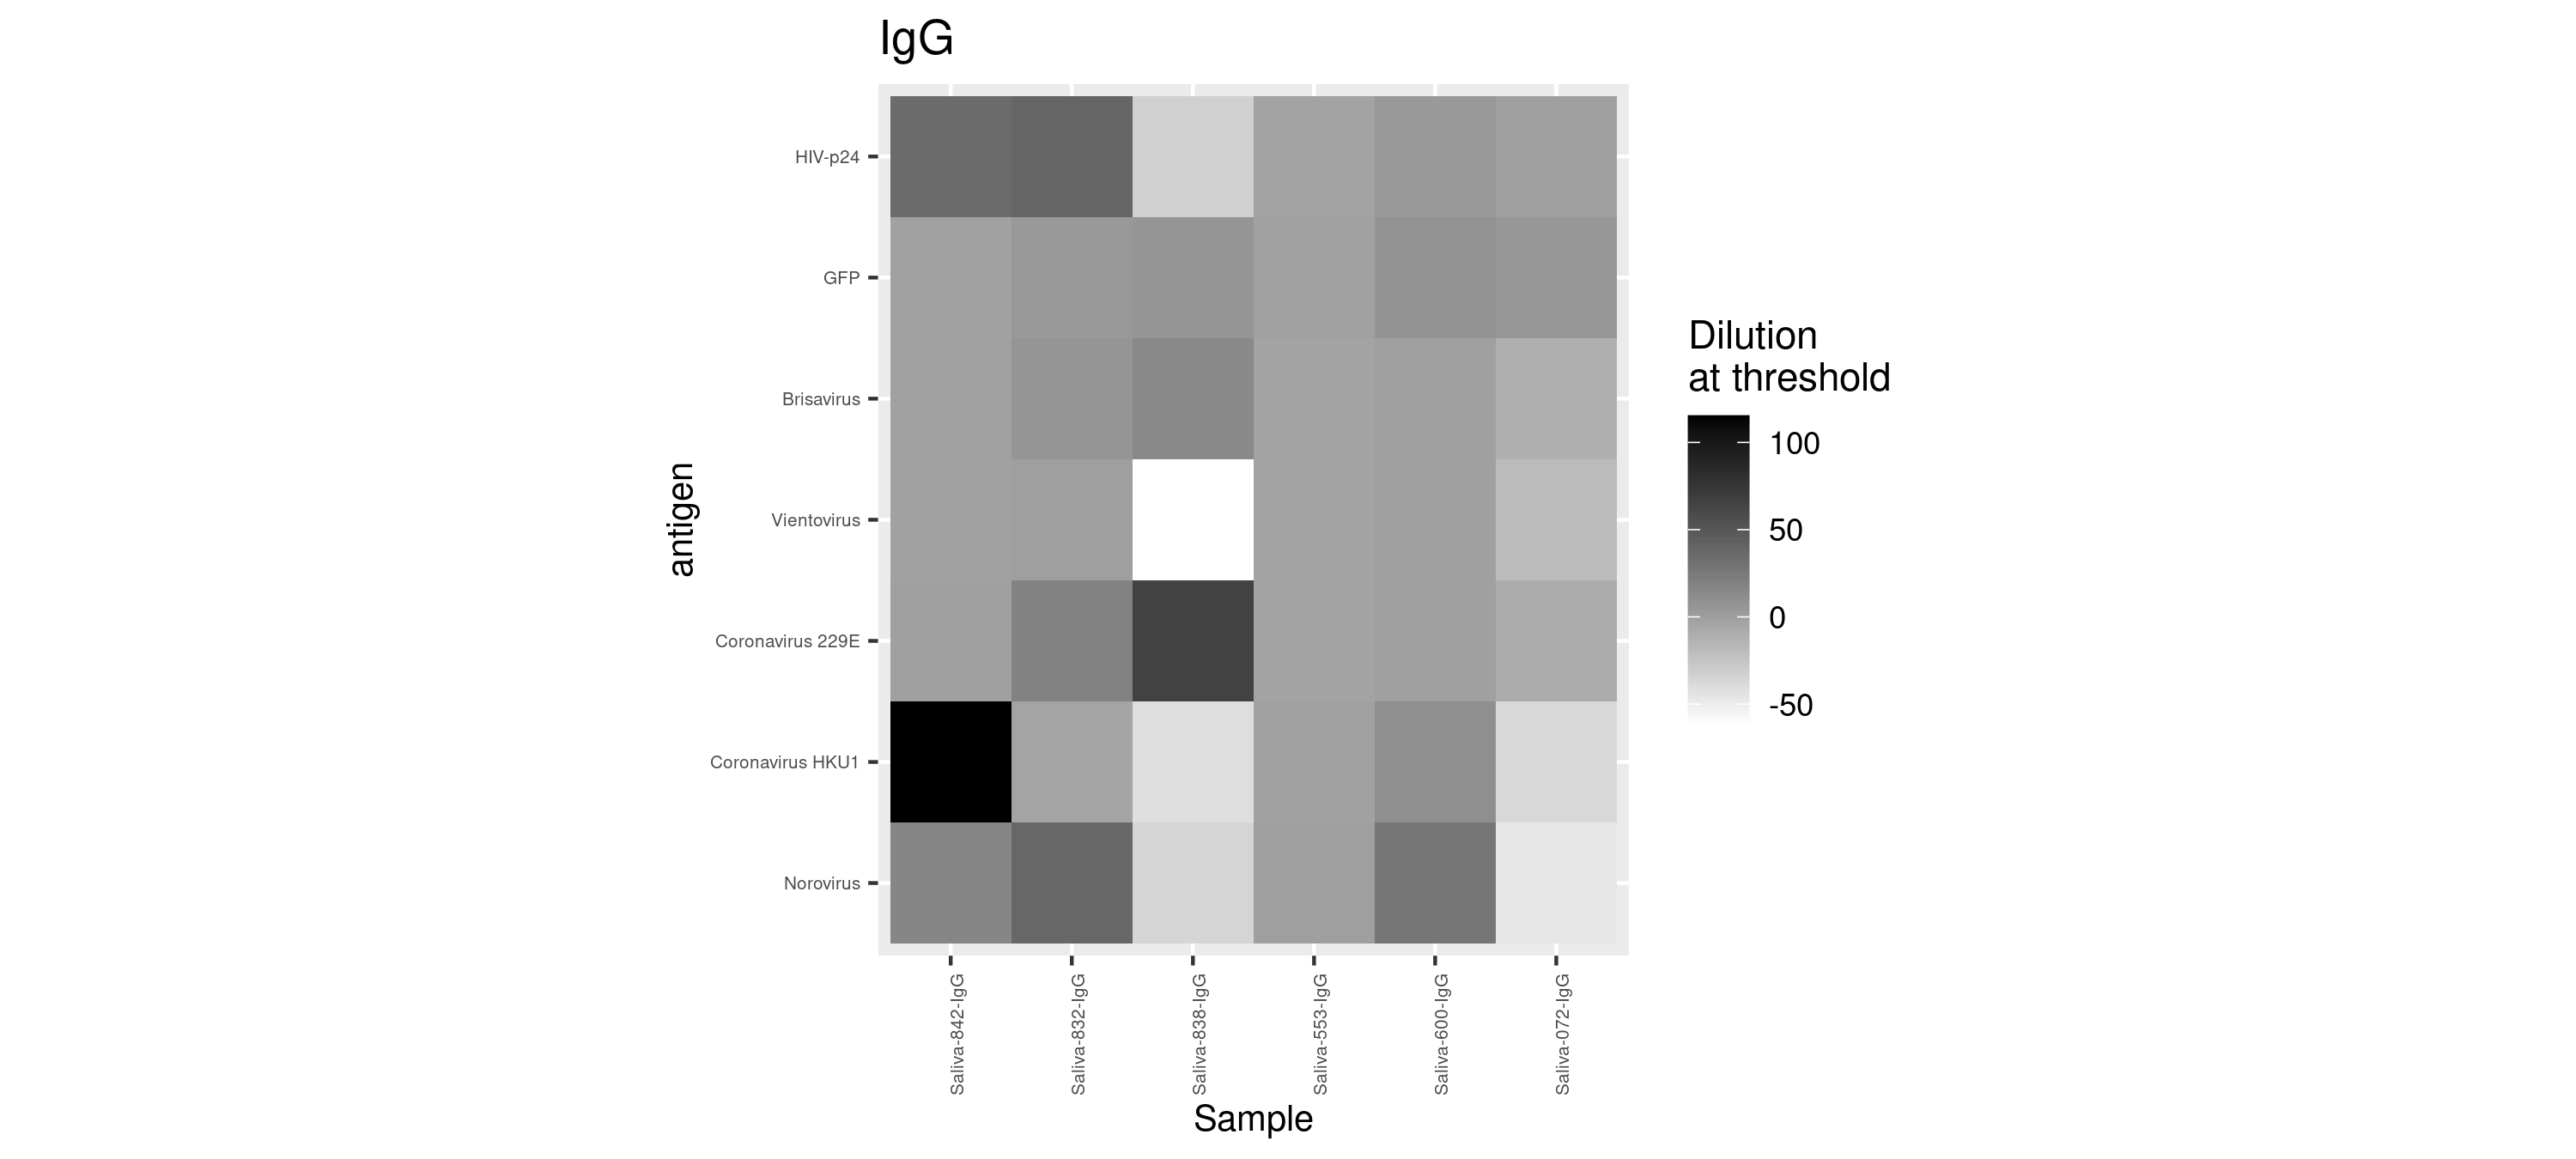 IgG
HIV-p24
GFP
Brisavirus
Vientovirus
Coronavirus 229E
Coronavirus HKU1
Norovirus
antigen
Saliva-842-IgG
Saliva-832-IgG
Saliva-838-IgG
Saliva-553-IgG
Saliva-600-IgG
Saliva-072-IgG
Sample
Dilution
at threshold
100
50
0
-50